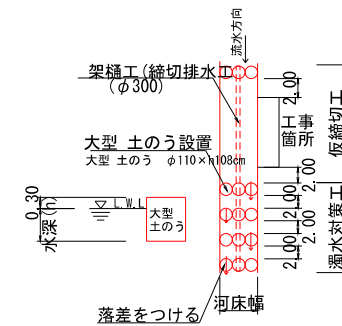 流水方向
架樋工(締切排水工)
(φ300)
2.00
工事
箇所
仮締切工
大型 土のう設置
大型 土のう φ110×h108cm
2.00
0.30
水深(h)
L.W.L
大型
土のう
2.00
2.00
2.00
濁水対策工
河床幅
落差をつける